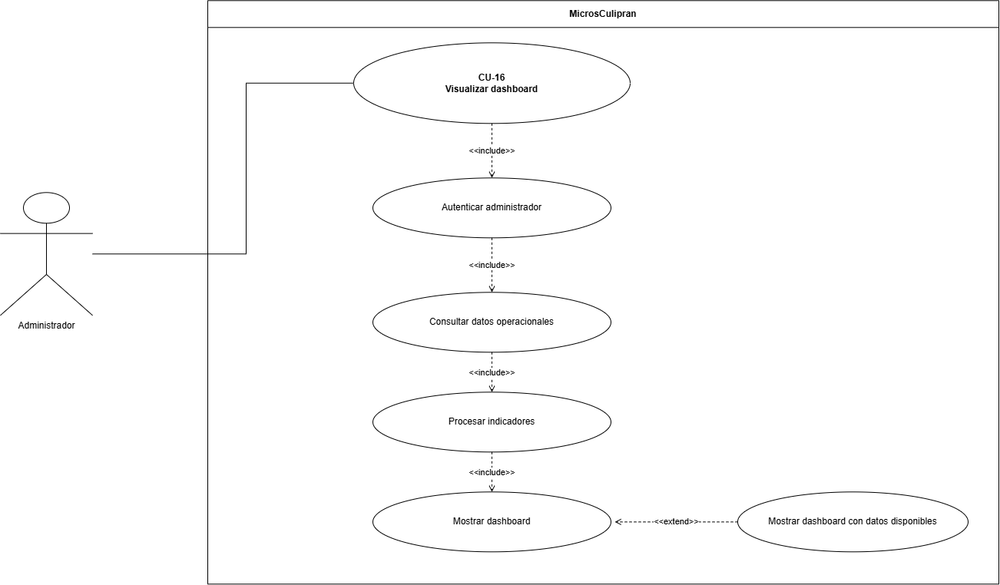 MicrosCulipran
CU-16
Visualizar dashboard
<<include>>
Autenticar administrador
<<include>>
Consultar datos operacionales
Administrador
<<include>>
Procesar indicadores
<<include>>
Mostrar dashboard
<<extend>>
Mostrar dashboard con datos disponibles